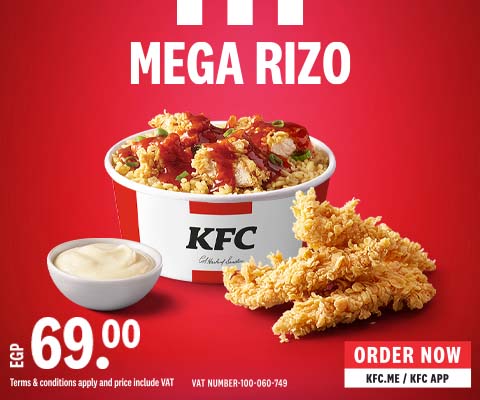 MEGA RIZO
KFC
EGP 69.00
Terms & conditions apply and price include VAT
VAT NUMBER-100-060-749
ORDER NOW
KFC.ME / KFC APP